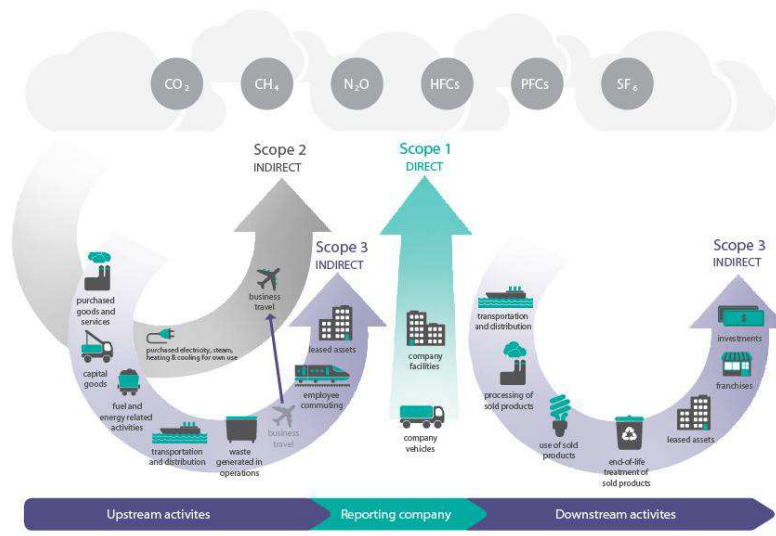 CO2
CH4
N2O
HFCs
PFCs
SF6
Scope 2
INDIRECT
Scope 1
DIRECT
Scope 3
INDIRECT
Scope 3
INDIRECT
purchased
goods and
services
capital
goods
fuel and
energy related
activities
transportation
and distribution
waste
generated in
operations
business
travel
purchased electricity, steam,
heating & cooling for own use
business
travel
employee
commuting
leased assets
company
facilities
company
vehicles
transportation
and distribution
processing of
sold products
use of sold
products
end-of-life
treatment of
sold products
leased assets
franchises
$
investments
Upstream activites
Reporting company
Downstream activites